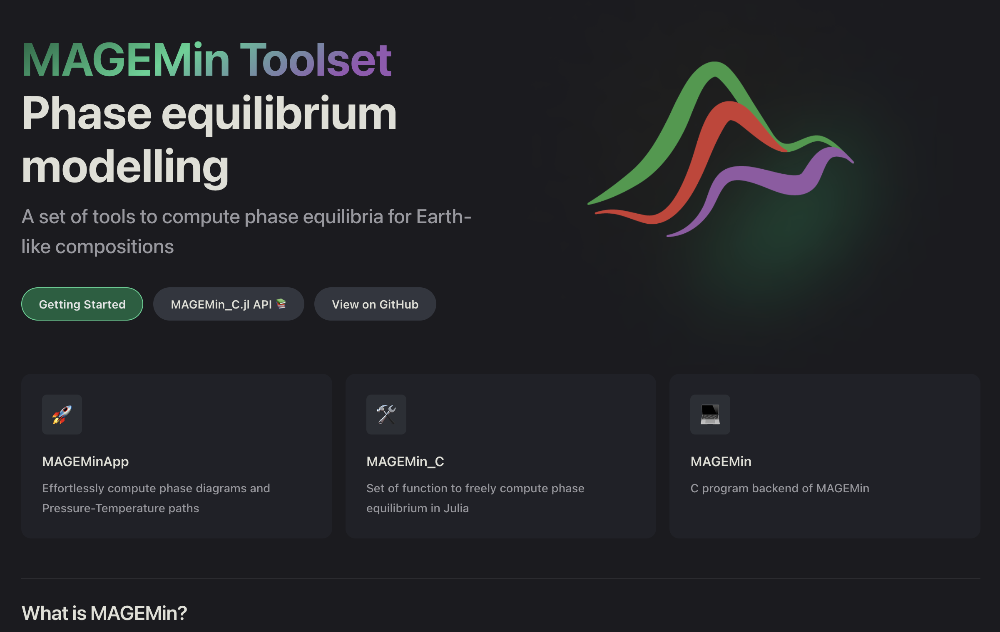 MAGEMin Toolset
Phase equilibrium
modelling
A set of tools to compute phase equilibria for Earth-
like compositions
Getting Started
MAGEMin_C.jl API 📚
View on GitHub
MAGEMinApp
Effortlessly compute phase diagrams and
Pressure-Temperature paths
MAGEMin_C
Set of function to freely compute phase
equilibrium in Julia
MAGEMin
C program backend of MAGEMin
What is MAGEMin?